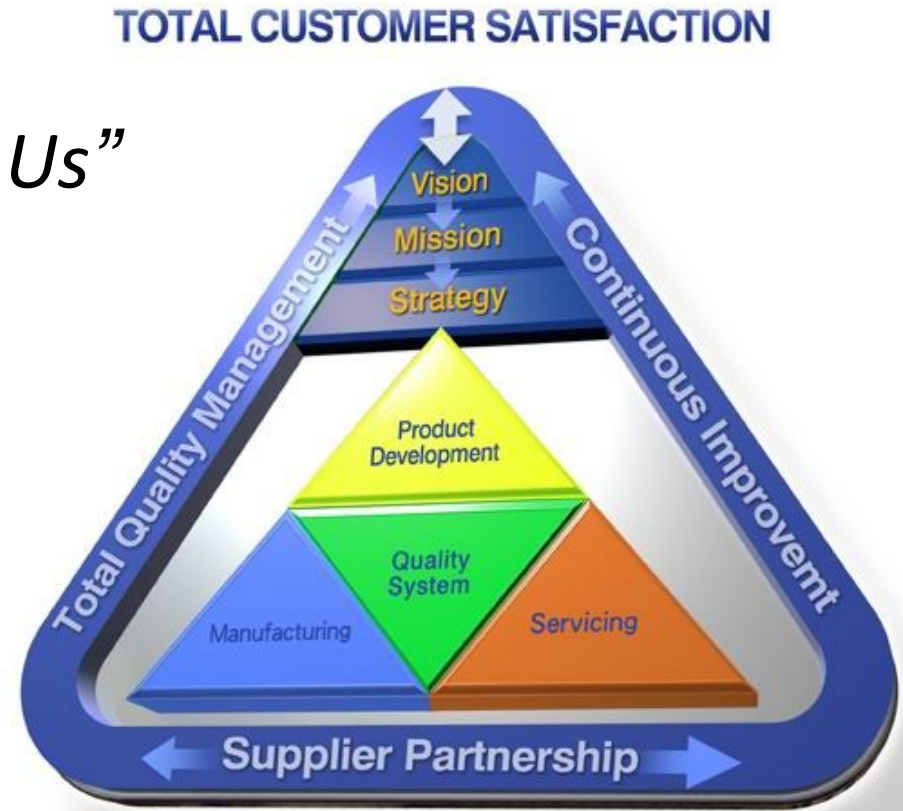 TOTAL CUSTOMER SATISFACTION
Us”
Vision
Mission
Strategy
Total Quality Management
Continuous Improvemt
Product
Development
Quality
System
Manufacturing
Servicing
Supplier Partnership